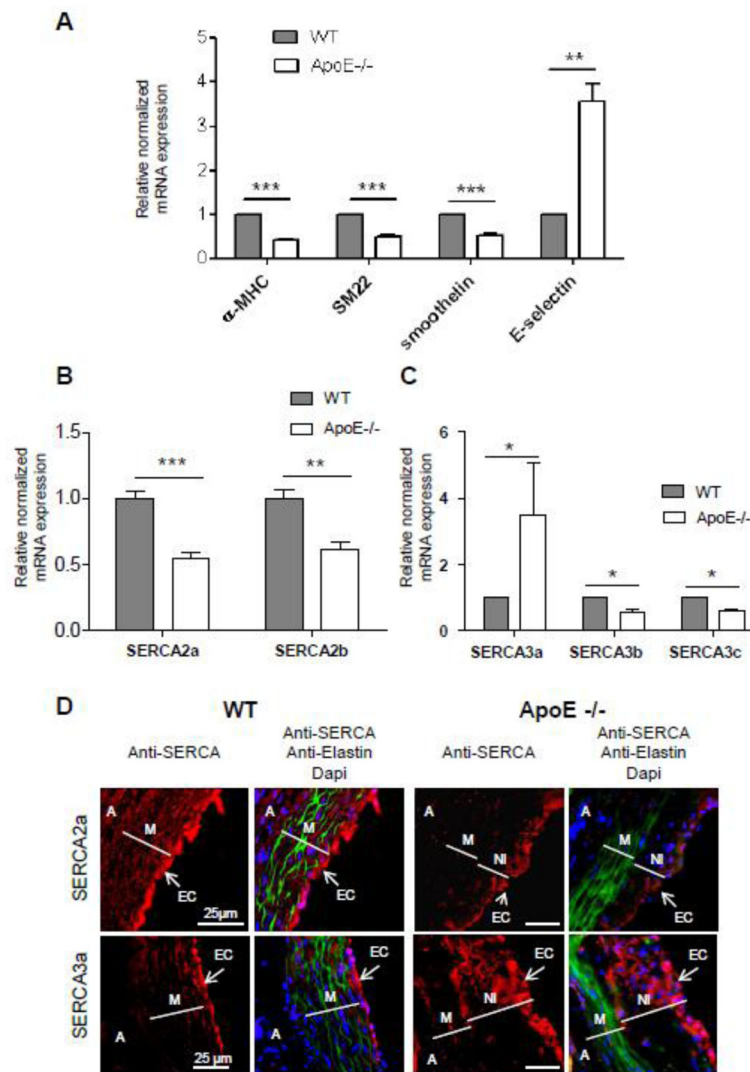 A
Relative normalized
mRNA expression
5
4
3
2
1
0
WT
ApoE-/-
***
***
***
**
α-MHC
SM22
smoothelin
E-selectin
B
Relative normalized
mRNA expression
1.5
1.0
0.5
0.0
WT
ApoE-/-
***
**
SERCA2a
SERCA2b
C
Relative normalized
mRNA expression
6
4
2
0
WT
ApoE-/-
*
*
*
SERCA3a
SERCA3b
SERCA3c
D
WT
ApoE -/-
Anti-SERCA
Anti-SERCA
Anti-Elastin
Dapi
Anti-SERCA
Anti-SERCA
Anti-Elastin
Dapi
SERCA2a
A
M
EC
25μm
A
M
EC
A
M
NI
EC
A
M
NI
EC
SERCA3a
EC
M
A
25 μm
EC
M
A
EC
NI
M
A
EC
NI
M
A